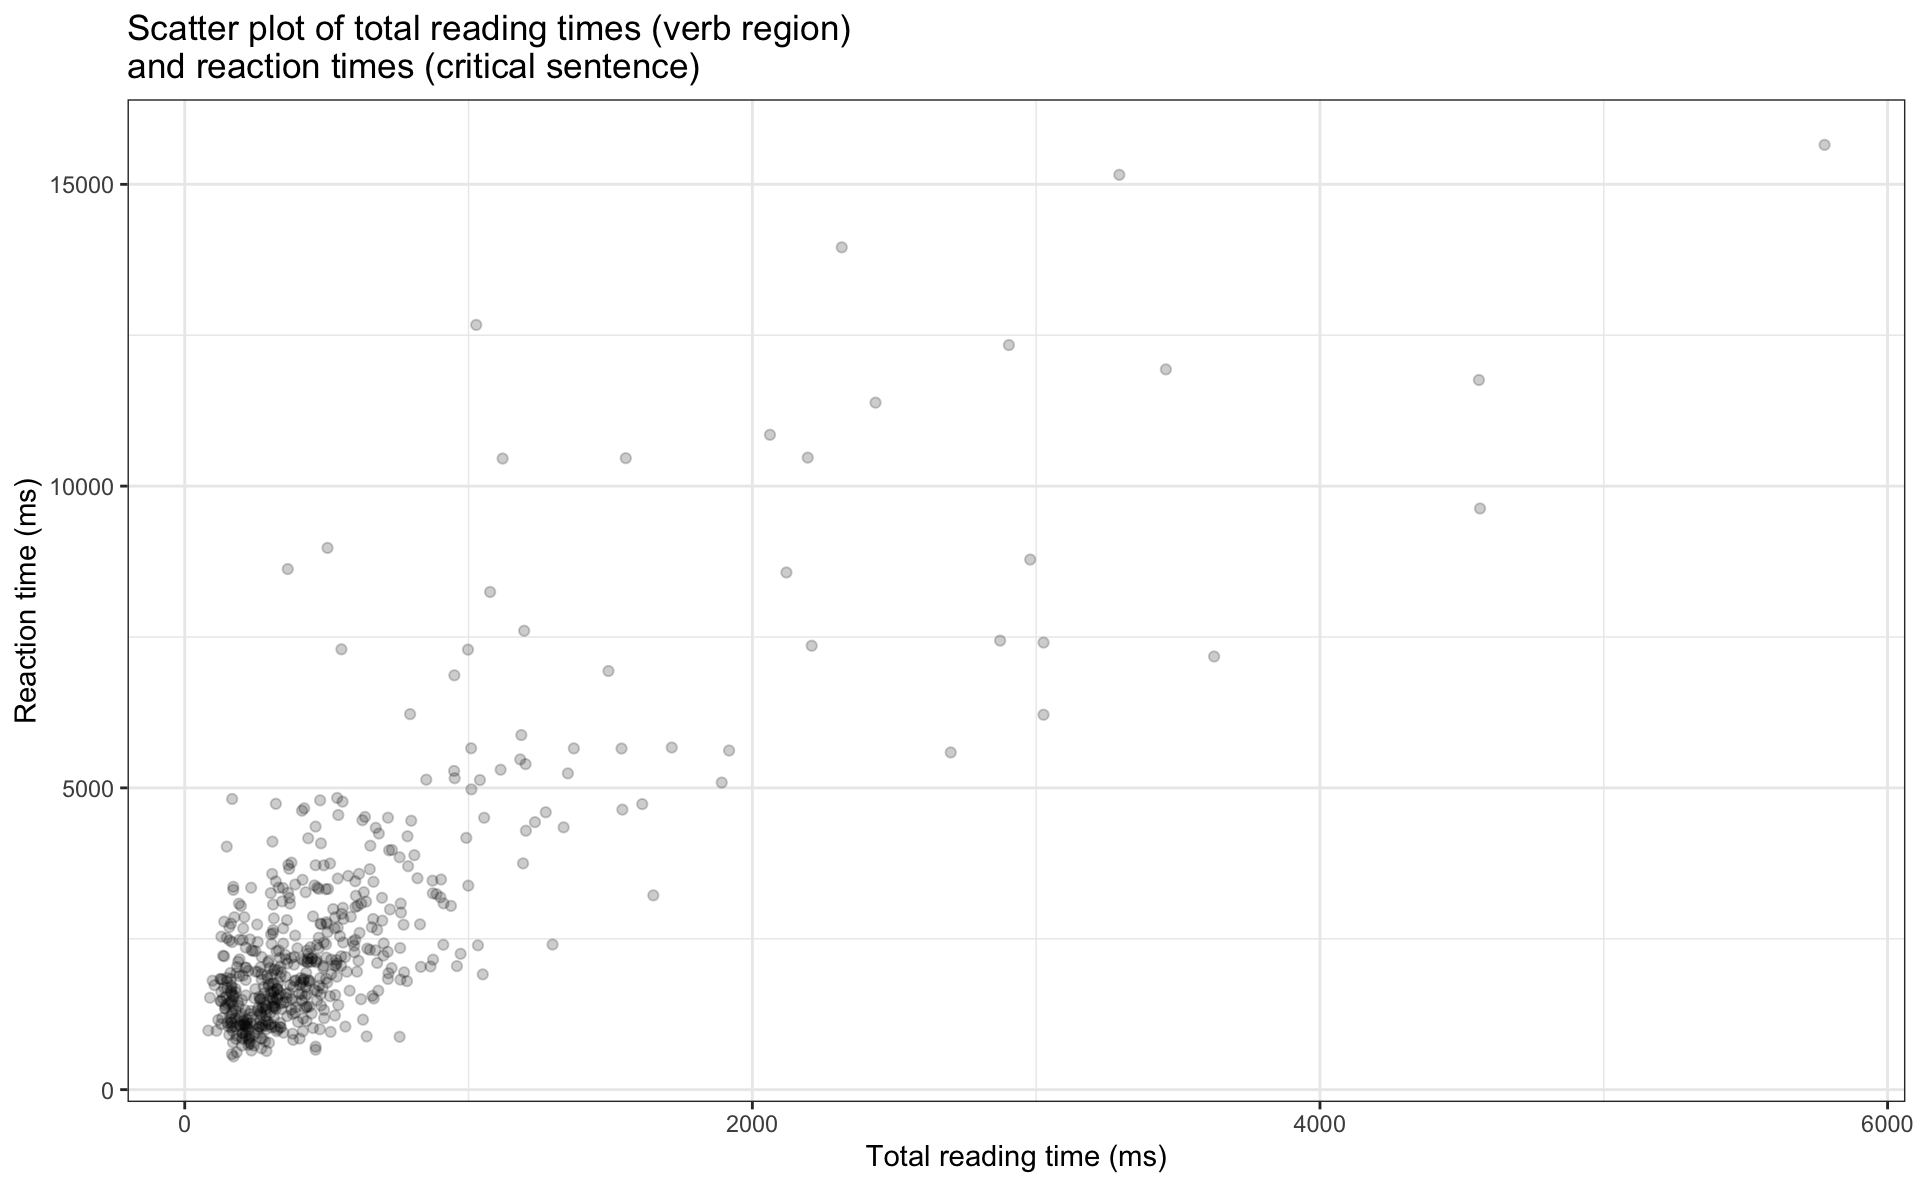 Scatter plot of total reading times (verb region)
and reaction times (critical sentence)
Reaction time (ms)
15000
10000
5000
0
0 2000 4000 6000
Total reading time (ms)